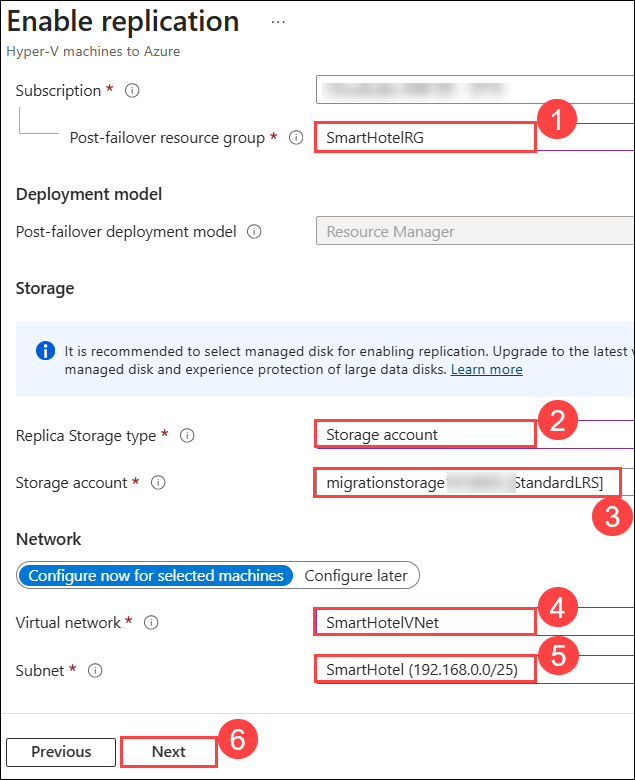 Enable replication ...
Hyper-V machines to Azure
Subscription *
Post-failover resource group * SmartHotelRG 1
Deployment model
Post-failover deployment model Resource Manager
Storage
It is recommended to select managed disk for enabling replication. Upgrade to the latest
managed disk and experience protection of large data disks. Learn more
Replica Storage type * Storage account 2
Storage account * migrationstorage StandardLRS] 3
Network
Configure now for selected machines Configure later
Virtual network * SmartHotelVNet 4
Subnet * SmartHotel (192.168.0.0/25) 5
Previous Next 6